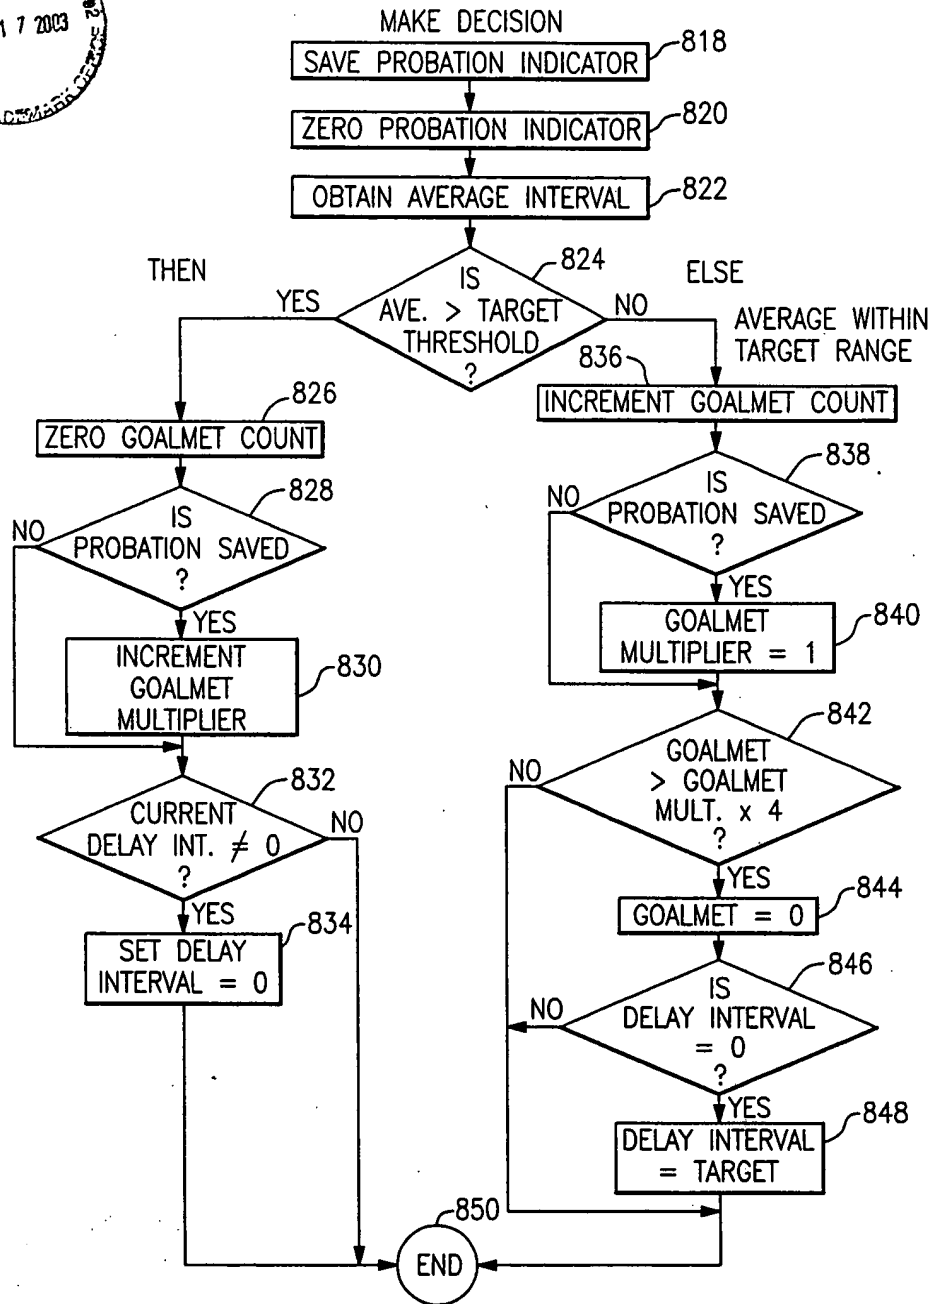 1 7 2003
MAKE DECISION
SAVE PROBATION INDICATOR
818
ZERO PROBATION INDICATOR
820
OBTAIN AVERAGE INTERVAL
822
THEN
ELSE
IS
AVE. > TARGET
THRESHOLD
?
824
YES
NO
AVERAGE WITHIN
TARGET RANGE
826
ZERO GOALMET COUNT
IS
PROBATION SAVED
?
828
NO
YES
INCREMENT
GOALMET
MULTIPLIER
830
CURRENT
DELAY INT. ≠ 0
?
832
NO
YES
SET DELAY
INTERVAL = 0
834
836
INCREMENT GOALMET COUNT
IS
PROBATION SAVED
?
838
NO
YES
GOALMET
MULTIPLIER = 1
840
GOALMET
> GOALMET
MULT. x 4
?
842
NO
YES
GOALMET = 0
844
IS
DELAY INTERVAL
= 0
?
846
NO
YES
DELAY INTERVAL
= TARGET
848
850
END